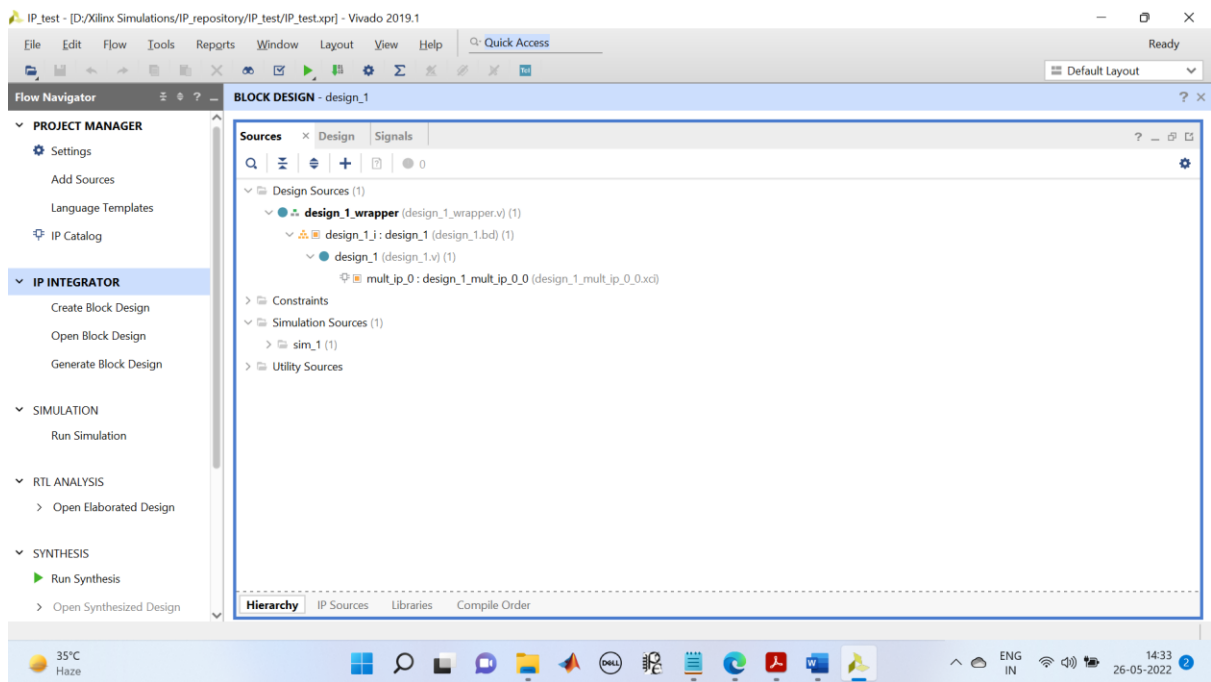 IP_test - [D:/Xilinx Simulations/IP_repository/IP_test/IP_test.xpr] - Vivado 2019.1
File Edit Flow Tools Reports Window Layout View Help Quick Access Ready
Default Layout
Flow Navigator
BLOCK DESIGN - design_1
PROJECT MANAGER
Settings
Add Sources
Language Templates
IP Catalog
IP INTEGRATOR
Create Block Design
Open Block Design
Generate Block Design
SIMULATION
Run Simulation
RTL ANALYSIS
Open Elaborated Design
SYNTHESIS
Run Synthesis
Open Synthesized Design
Sources Design Signals
0
Design Sources (1)
design_1_wrapper (design_1_wrapper.v) (1)
design_1_i : design_1 (design_1.bd) (1)
design_1 (design_1.v) (1)
mult_ip_0 : design_1_mult_ip_0_0 (design_1_mult_ip_0_0.xci)
Constraints
Simulation Sources (1)
sim_1 (1)
Utility Sources
Hierarchy IP Sources Libraries Compile Order
35°C
Haze
DELL
ENG
IN
14:33
26-05-2022
2